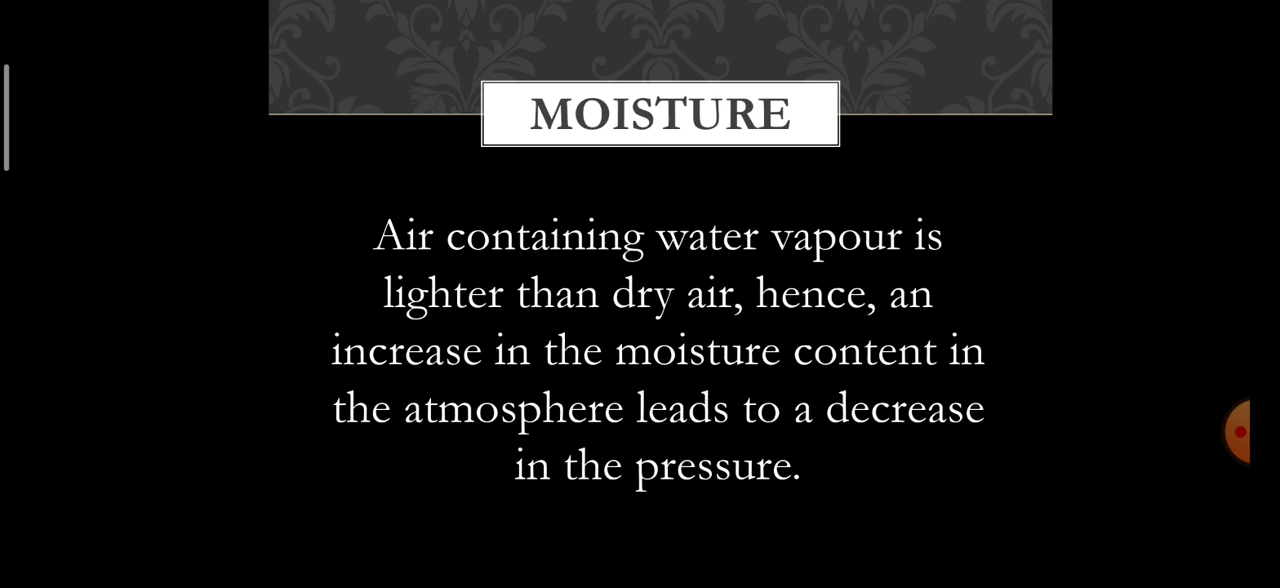 MOISTURE
Air containing water vapour is
lighter than dry air, hence, an
increase in the moisture content in
the atmosphere leads to a decrease
in the pressure.